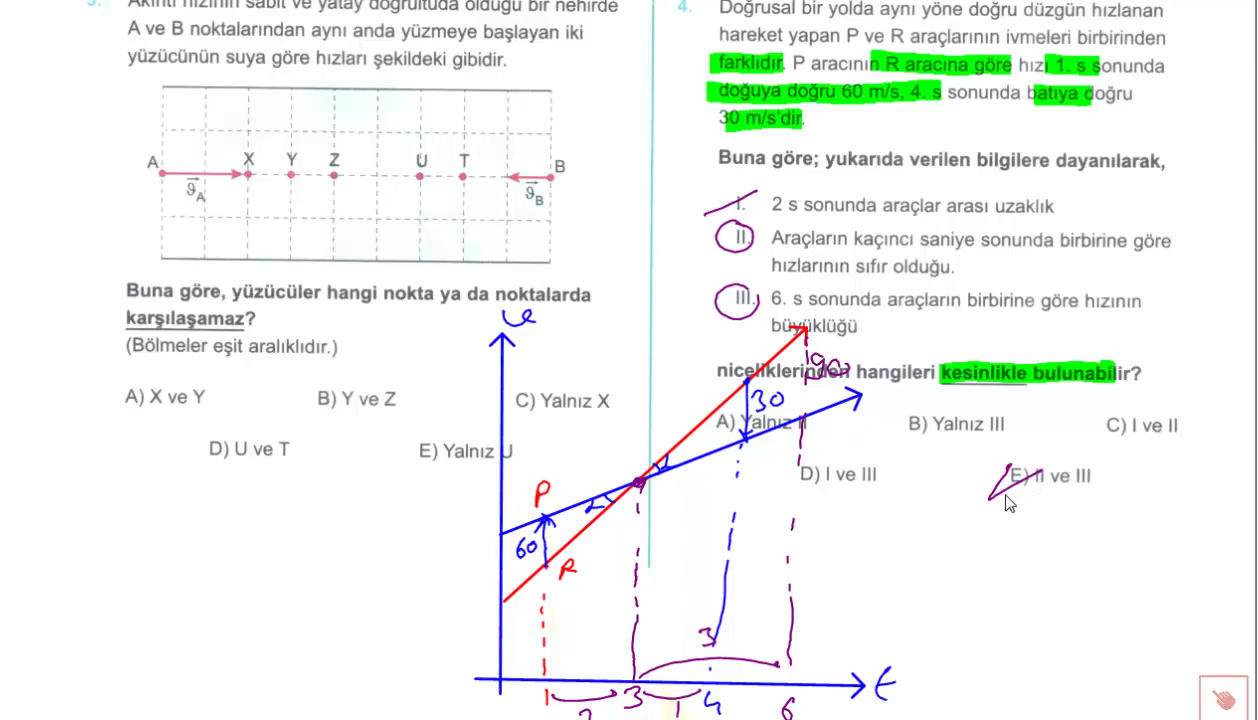 Akıntı hızının sabit ve yatay doğrultuda olduğu bir nehirde
A ve B noktalarından aynı anda yüzmeye başlayan iki
yüzücünün suya göre hızları şekildeki gibidir.
A X Y Z U T B
ϑA ϑB
Buna göre, yüzücüler hangi nokta ya da noktalarda
karşılaşamaz?
(Bölmeler eşit aralıklıdır.)
A) X ve Y B) Y ve Z C) Yalnız X
D) U ve T E) Yalnız U
4. Doğrusal bir yolda aynı yöne doğru düzgün hızlanan
hareket yapan P ve R araçlarının ivmeleri birbirinden
farklıdır. P aracının R aracına göre hızı 1. s sonunda
doğuya doğru 60 m/s, 4. s sonunda batıya doğru
30 m/s'dir.
Buna göre; yukarıda verilen bilgilere dayanılarak,
I. 2 s sonunda araçlar arası uzaklık
II. Araçların kaçıncı saniye sonunda birbirine göre
hızlarının sıfır olduğu.
III. 6. s sonunda araçların birbirine göre hızının
büyüklüğü
niceliklerinden hangileri kesinlikle bulunabilir?
A) Yalnız II B) Yalnız III C) I ve II
D) I ve III E) II ve III
90
30
P
60
R
3
t
1 3 4 6
2 1